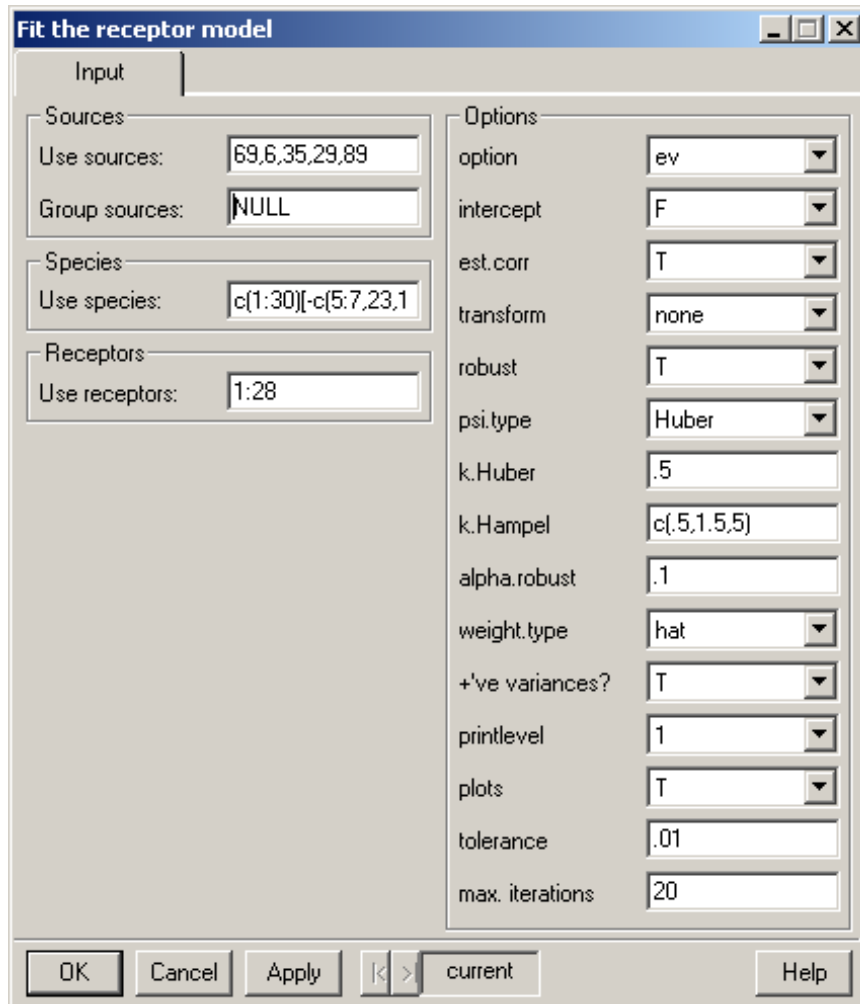 Fit the receptor model
Input
Sources
Use sources: 69,6,35,29,89
Group sources: NULL
Species
Use species: c(1:30)[-c(5:7,23,1
Receptors
Use receptors: 1:28
Options
option ev
intercept F
est.corr T
transform none
robust T
psi.type Huber
k.Huber .5
k.Hampel c(.5,1.5,5)
alpha.robust .1
weight.type hat
+'ve variances? T
printlevel 1
plots T
tolerance .01
max. iterations 20
OK Cancel Apply current Help